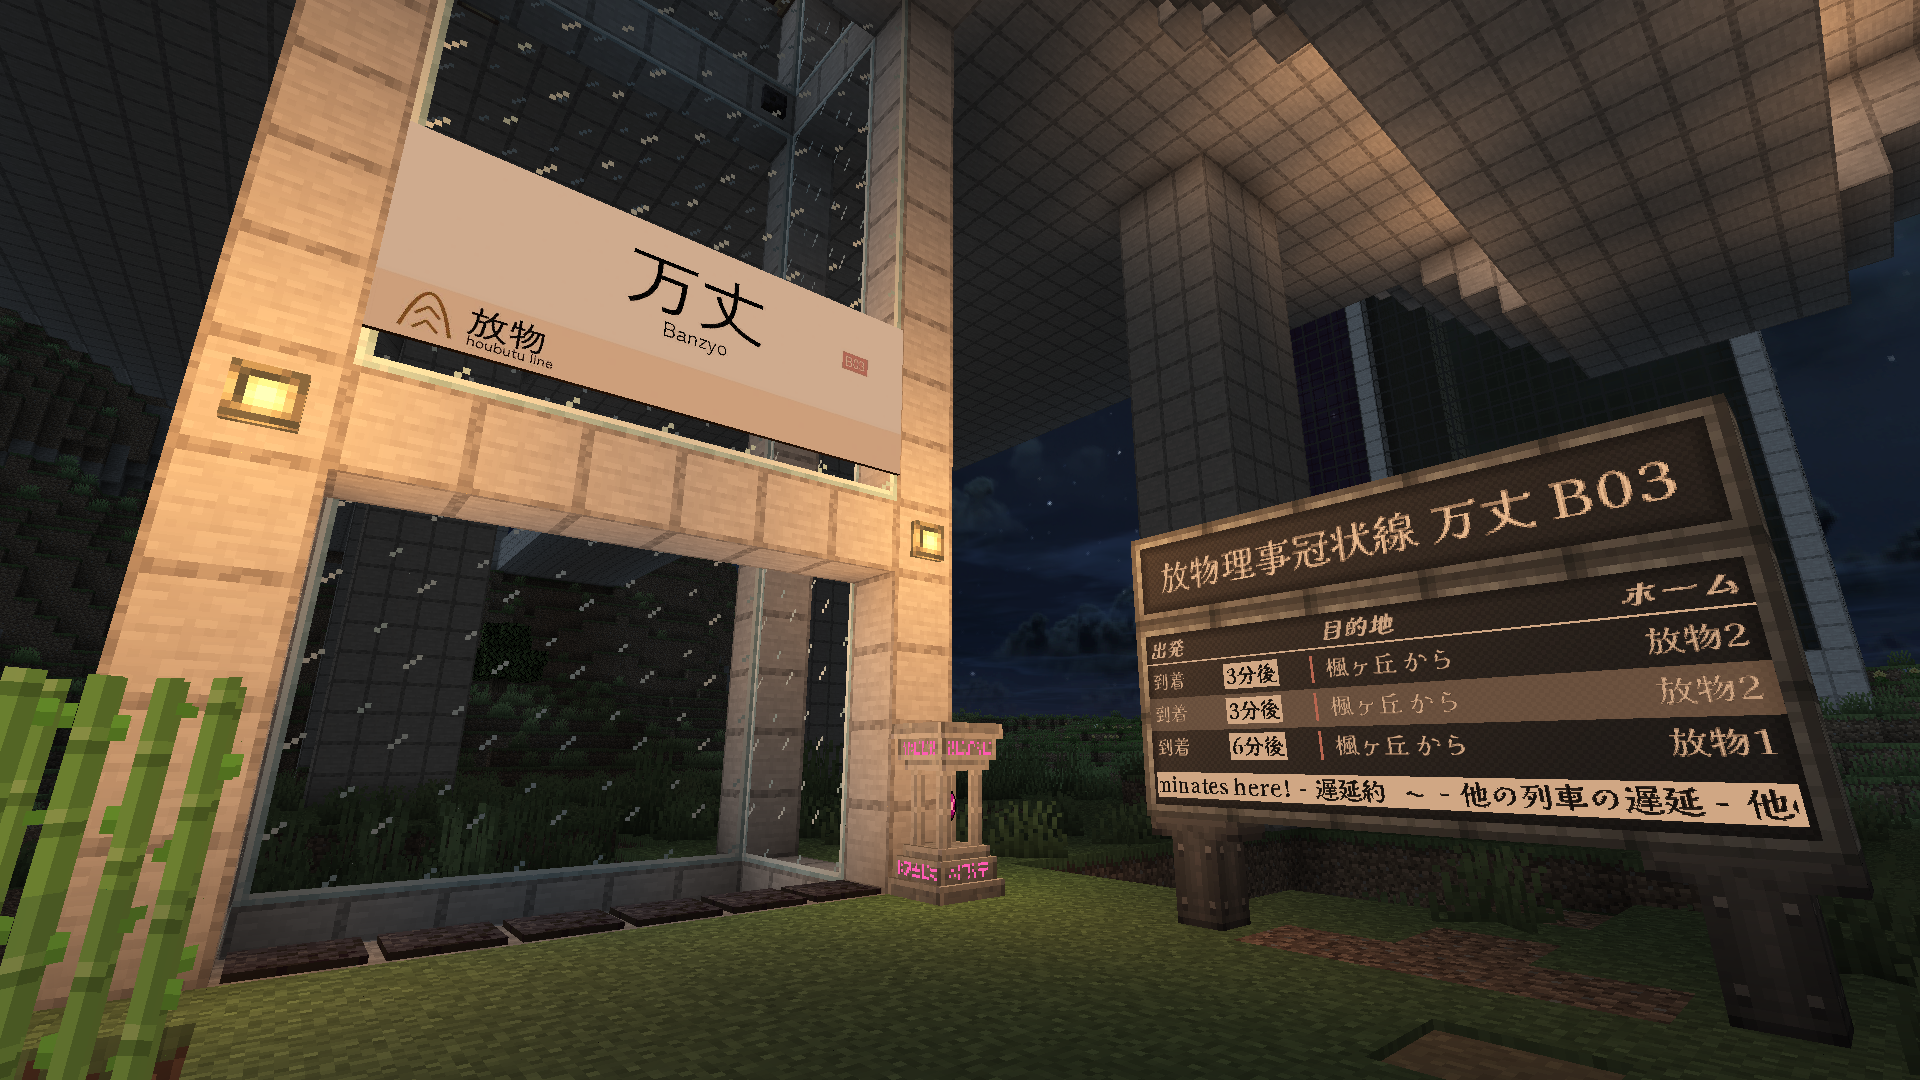 万丈
Banzyo
放物
houbutu line
B03
放物理事冠状線 万丈 B03
出発 目的地 ホーム
到着 3分後 楓ヶ丘から 放物2
到着 3分後 楓ヶ丘から 放物2
到着 6分後 楓ヶ丘から 放物1
minates here! - 遅延約 ～ - 他の列車の遅延 - 他